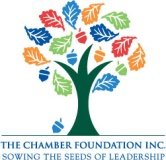 THE CHAMBER FOUNDATION INC.
SOWING THE SEEDS OF LEADERSHIP